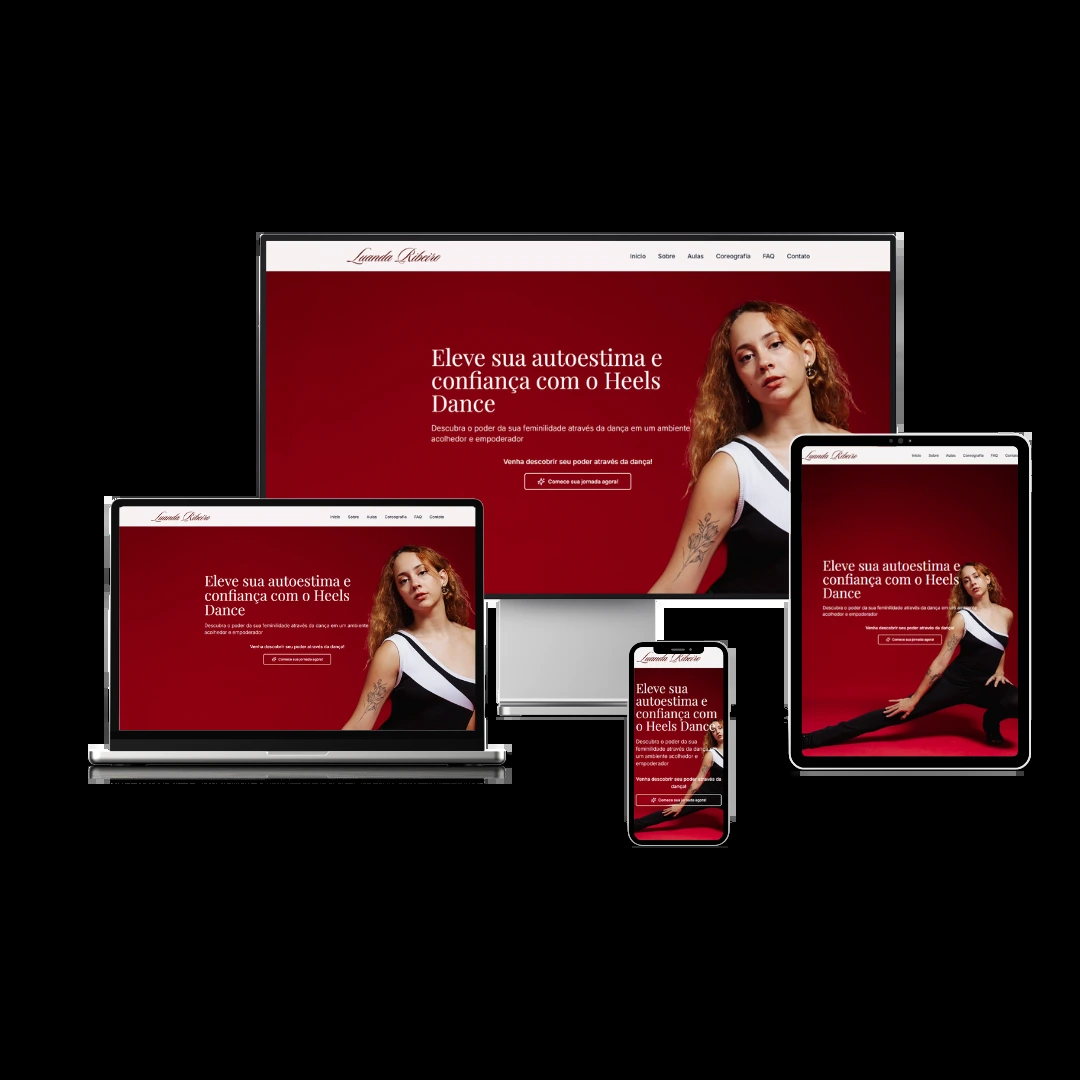 Luanda Ribeiro
Início Sobre Aulas Coreografia FAQ Contato
Eleve sua autoestima e
confiança com o Heels
Dance
Descubra o poder da sua feminilidade através da dança em um ambiente
acolhedor e empoderador
Venha descobrir seu poder através da dança!
Comece sua jornada agora!
Luanda Ribeiro
Início Sobre Aulas Coreografia FAQ Contato
Eleve sua autoestima e
confiança com o Heels
Dance
Descubra o poder da sua feminilidade através da dança em um ambiente
acolhedor e empoderador
Venha descobrir seu poder através da dança!
Comece sua jornada agora!
Luanda Ribeiro
Início Sobre Aulas Coreografia FAQ Contato
Eleve sua autoestima e
confiança com o Heels
Dance
Descubra o poder da sua feminilidade através da dança em um ambiente
acolhedor e empoderador
Venha descobrir seu poder através da dança!
Comece sua jornada agora!
Luanda Ribeiro
Eleve sua
autoestima e
confiança com
o Heels Dance
Descubra o poder da sua
feminilidade através da dança em
um ambiente acolhedor e
empoderador
Venha descobrir seu poder através da
dança!
Comece sua jornada agora!